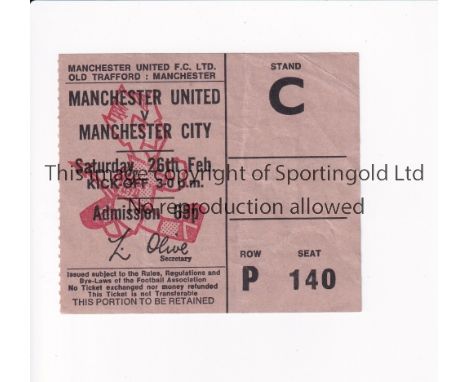 MANCHESTER UNITED F.C. LTD.
OLD TRAFFORD : MANCHESTER
MANCHESTER UNITED
v
MANCHESTER CITY
Saturday, 26th Feb.
KICK-OFF 3-0 p.m.
Admission 65p
L. Olive
Secretary
Issued subject to the Rules, Regulations and
Bye-Laws of the Football Association
No Ticket exchanged nor money refunded
This Ticket is not Transferable
THIS PORTION TO BE RETAINED
STAND
C
ROW SEAT
P 140
This image Copyright of Sportingold Ltd
No reproduction allowed